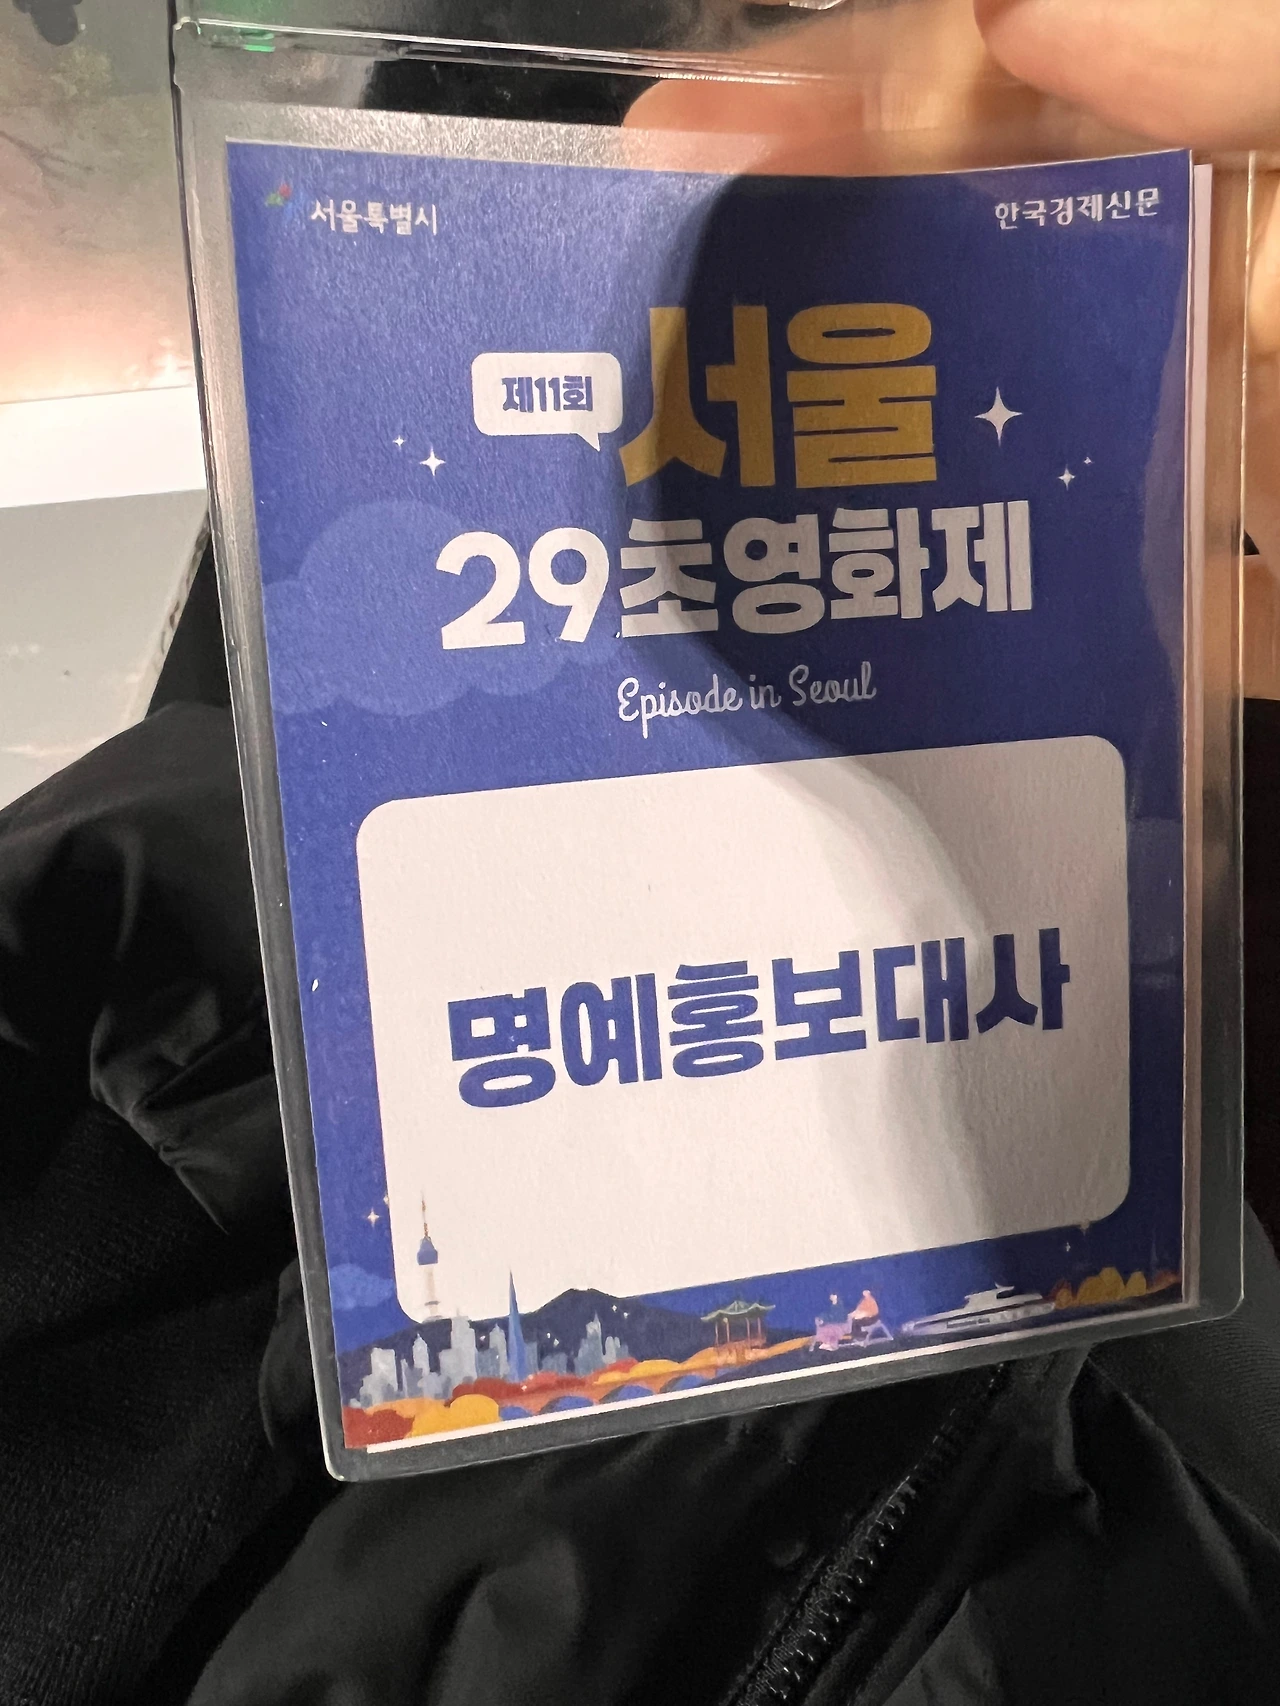 서울특별시
한국경제신문
제11회
서울
29초영화제
Episode in Seoul
명예홍보대사